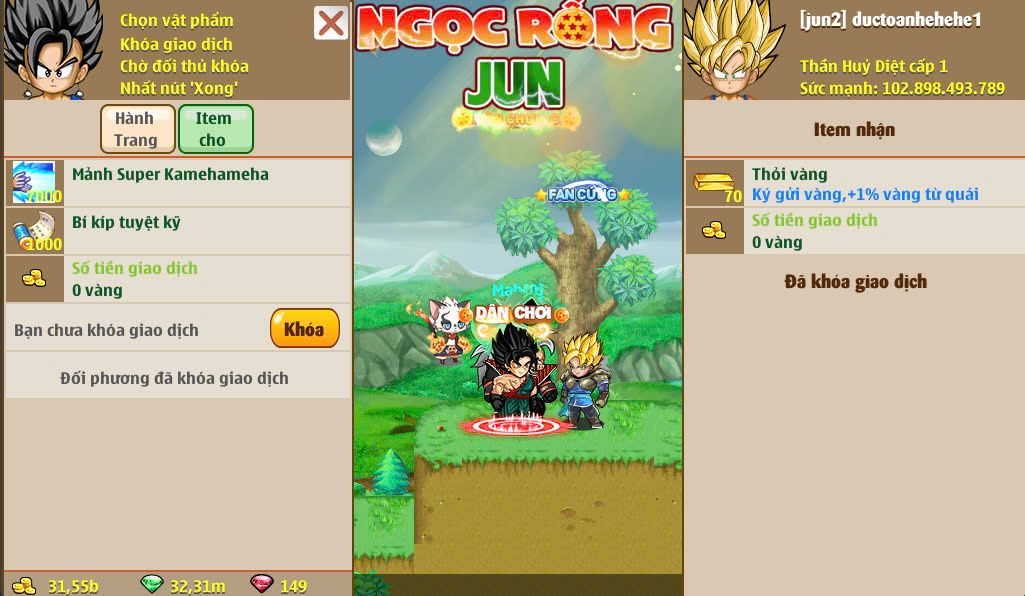 Chọn vật phẩm
Khóa giao dịch
Chờ đối thủ khóa
Nhất nút 'Xong'
Hành
Trang
Item
cho
7000
Mảnh Super Kamehameha
1000
Bí kíp tuyệt kỹ
Số tiền giao dịch
0 vàng
Bạn chưa khóa giao dịch
Khóa
Đối phương đã khóa giao dịch
31,55b
32,31m
149
NGỌC RỒNG
JUN
FAN CỨNG
DÂN CHƠI
[jun2] ductoanhehehe1
Thần Huỷ Diệt cấp 1
Sức mạnh: 102.898.493.789
Item nhận
70
Thỏi vàng
Ký gửi vàng,+1% vàng từ quái
Số tiền giao dịch
0 vàng
Đã khóa giao dịch